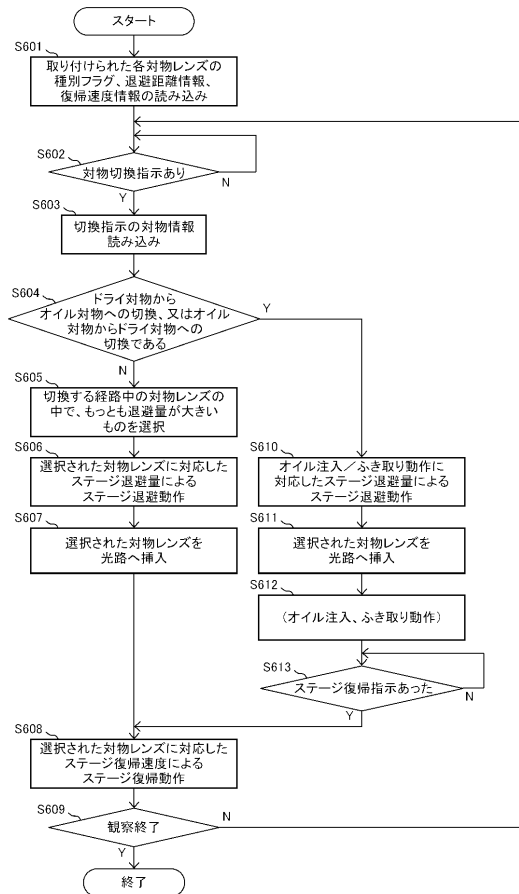 スタート
S601
取り付けられた各対物レンズの
種別フラグ、退避距離情報、
復帰速度情報の読み込み
S602
対物切換指示あり
N
Y
S603
切換指示の対物情報
読み込み
S604
ドライ対物から
オイル対物への切換、又はオイル
対物からドライ対物への
切換である
Y
N
S605
切換する経路中の対物レンズの
中で、もっとも退避量が大きい
ものを選択
S606
選択された対物レンズに対応した
ステージ退避量による
ステージ退避動作
S607
選択された対物レンズを
光路へ挿入
S610
オイル注入/ふき取り動作に
対応したステージ退避量による
ステージ退避動作
S611
選択された対物レンズを
光路へ挿入
S612
(オイル注入、ふき取り動作)
S613
ステージ復帰指示あった
N
Y
S608
選択された対物レンズに対応した
ステージ復帰速度による
ステージ復帰動作
S609
観察終了
N
Y
終了